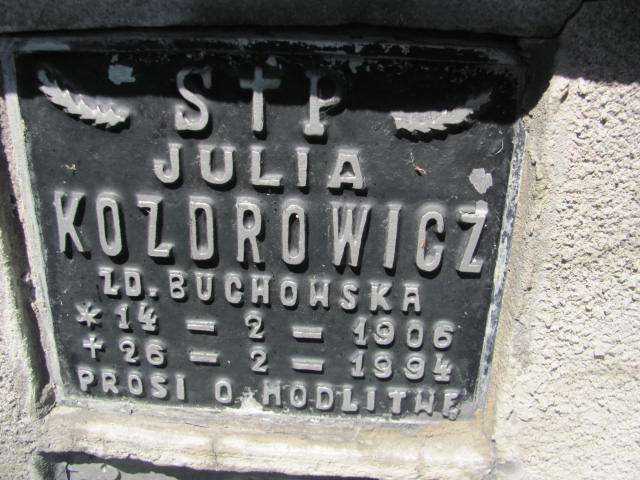 S † P
JULIA
KOZDROWICZ
ZD. BUCHOWSKA
* 14 = 2 = 1906
+ 26 = 2 = 1994
PROSI O MODLITWĘ